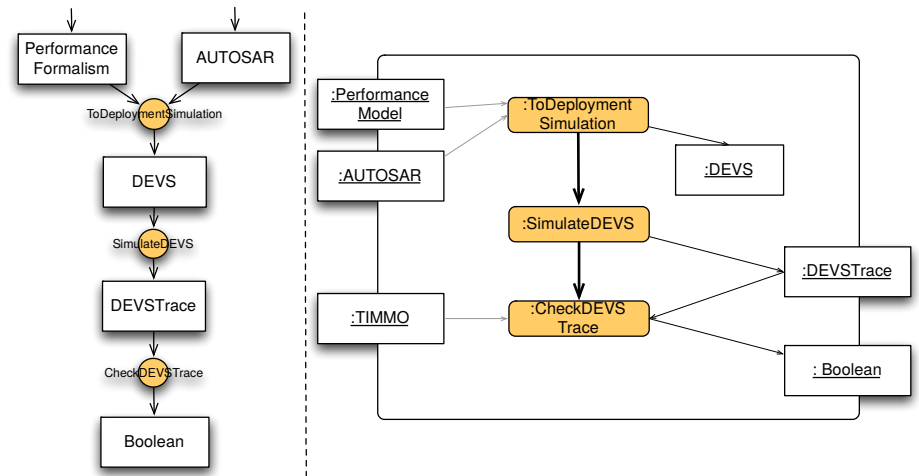 Performance
Formalism
AUTOSAR
ToDeploymentSimulation
DEVS
SimulateDEVS
DEVSTrace
CheckDEVSTrace
Boolean
:Performance
Model
:AUTOSAR
:ToDeployment
Simulation
:DEVS
:SimulateDEVS
:DEVSTrace
:TIMMO
:CheckDEVS
Trace
: Boolean